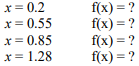 x = 0.2 f(x) = ?
x = 0.55 f(x) = ?
x = 0.85 f(x) = ?
x = 1.28 f(x) = ?